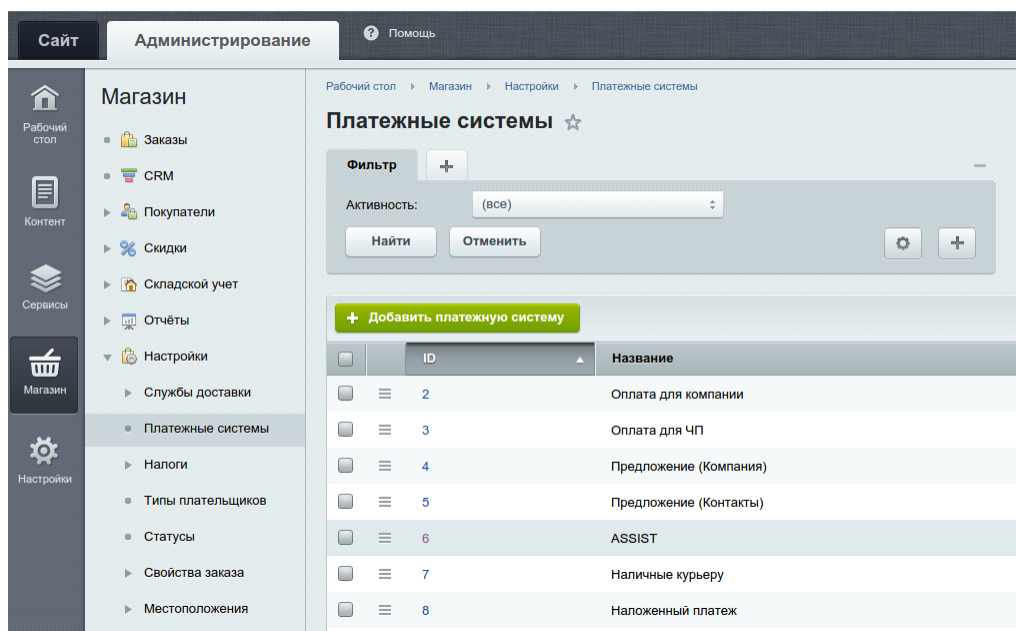 Сайт
Администрирование
? Помощь
Рабочий
стол
Контент
Сервисы
Магазин
Настройки
Магазин
Заказы
CRM
Покупатели
Скидки
Складской учет
Отчёты
Настройки
Службы доставки
Платежные системы
Налоги
Типы плательщиков
Статусы
Свойства заказа
Местоположения
Рабочий стол Магазин Настройки Платежные системы
Платежные системы
Фильтр +
Активность: (все)
Найти Отменить +
+ Добавить платежную систему
ID Название
2 Оплата для компании
3 Оплата для ЧП
4 Предложение (Компания)
5 Предложение (Контакты)
6 ASSIST
7 Наличные курьеру
8 Наложенный платеж